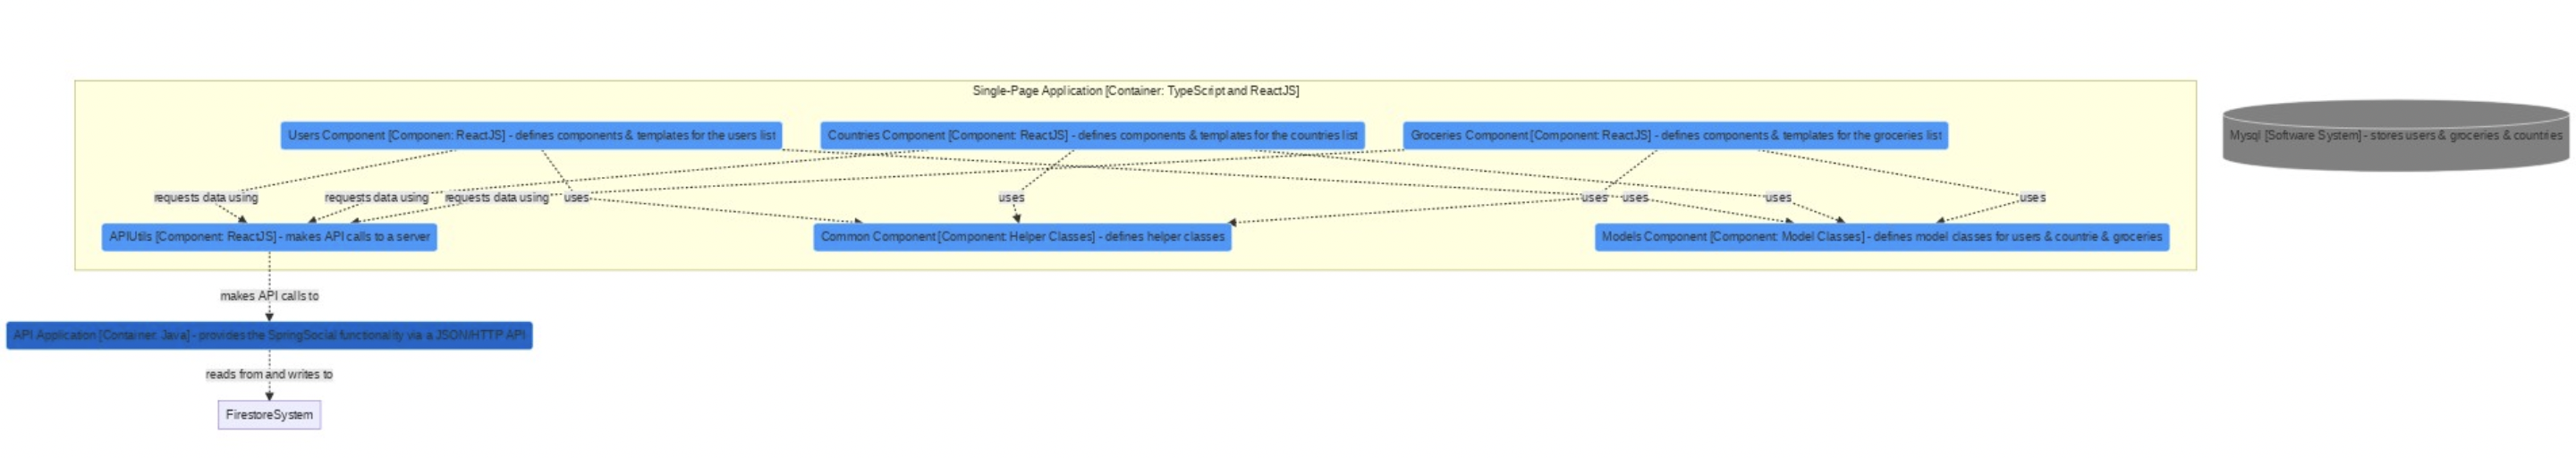 Single-Page Application [Container: TypeScript and ReactJS]
Users Component [Componen: ReactJS] - defines components & templates for the users list
Countries Component [Component: ReactJS] - defines components & templates for the countries list
Groceries Component [Component: ReactJS] - defines components & templates for the groceries list
Mysql [Software System] - stores users & groceries & countries
requests data using
requests data using
requests data using
uses
uses
uses
uses
uses
uses
APIUtils [Component: ReactJS] - makes API calls to a server
Common Component [Component: Helper Classes] - defines helper classes
Models Component [Component: Model Classes] - defines model classes for users & countrie & groceries
makes API calls to
API Application [Container: Java] - provides the SpringSocial functionality via a JSON/HTTP API
reads from and writes to
FirestoreSystem